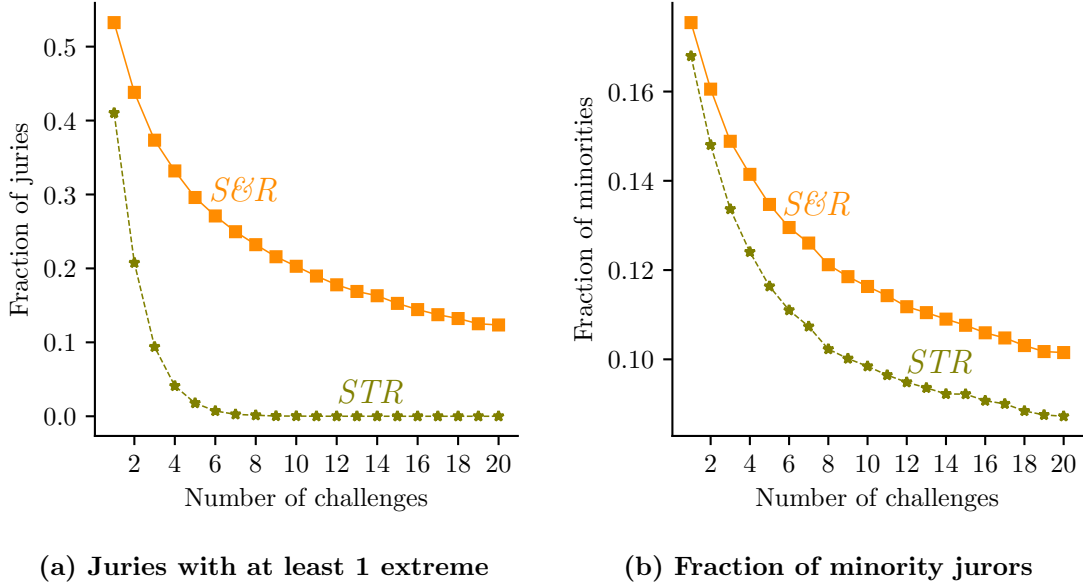 Fraction of juries
0.5
0.4
0.3
0.2
0.1
0.0
S&R
STR
2 4 6 8 10 12 14 16 18 20
Number of challenges
(a) Juries with at least 1 extreme
Fraction of minorities
0.16
0.14
0.12
0.10
S&R
STR
2 4 6 8 10 12 14 16 18 20
Number of challenges
(b) Fraction of minority jurors